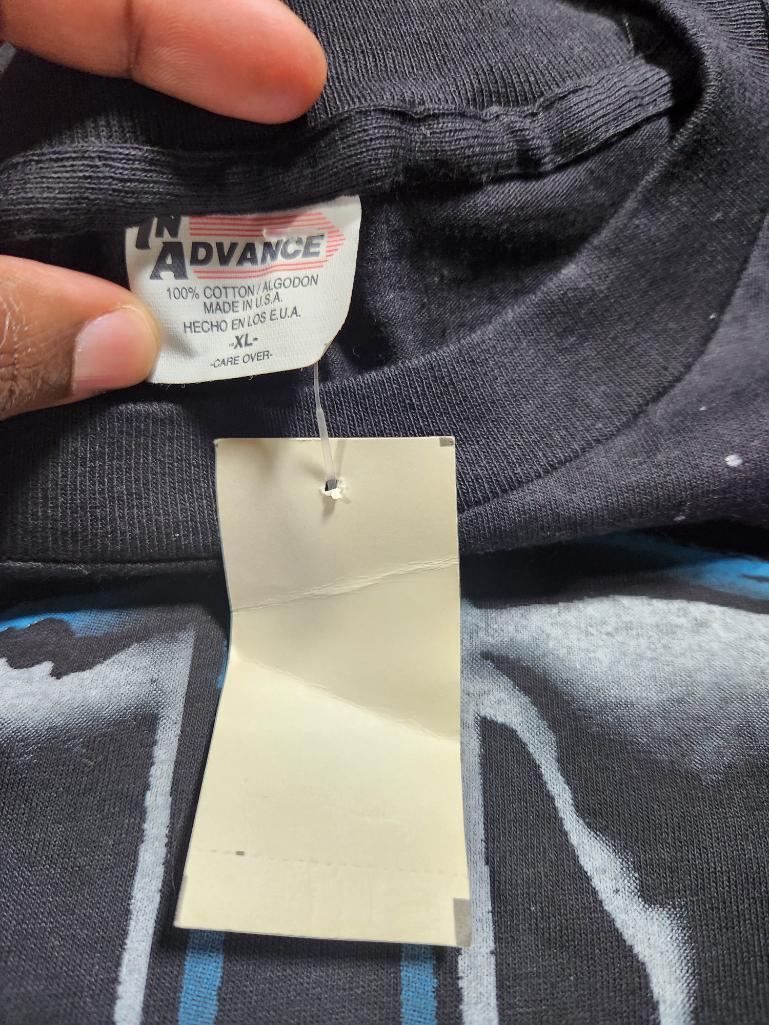 IN
ADVANCE
100% COTTON/ALGODON
MADE IN U.S.A.
HECHO EN LOS E.U.A.
-XL-
-CARE OVER-